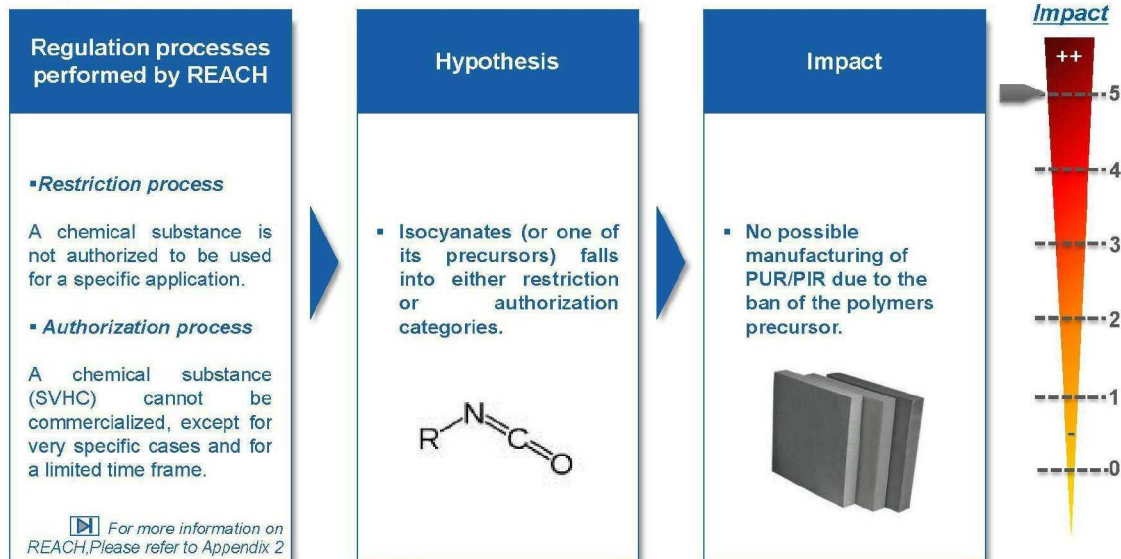 Regulation processes
performed by REACH
▪Restriction process
A chemical substance is
not authorized to be used
for a specific application.
▪ Authorization process
A chemical substance
(SVHC) cannot be
commercialized, except for
very specific cases and for
a limited time frame.
For more information on
REACH,Please refer to Appendix 2
Hypothesis
▪ Isocyanates (or one of
its precursors) falls
into either restriction
or authorization
categories.
R N C O
Impact
▪ No possible
manufacturing of
PUR/PIR due to the
ban of the polymers
precursor.
Impact
++
5
4
3
2
1
-
0